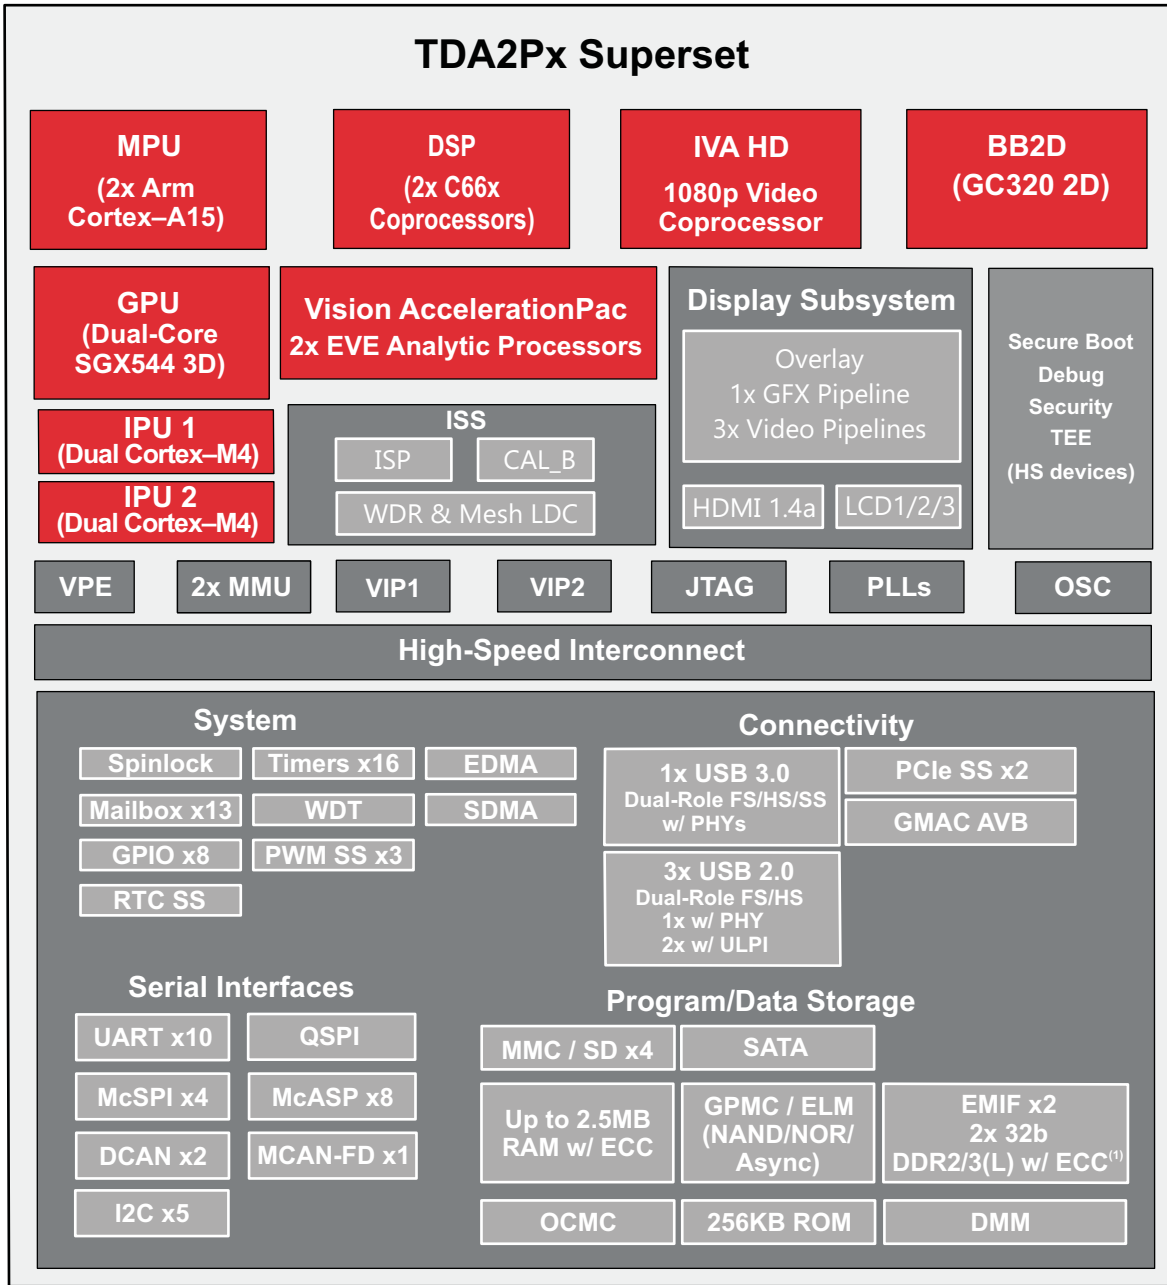 TDA2Px Superset
MPU
(2x Arm
Cortex–A15)
DSP
(2x C66x
Coprocessors)
IVA HD
1080p Video
Coprocessor
BB2D
(GC320 2D)
GPU
(Dual-Core
SGX544 3D)
Vision AccelerationPac
2x EVE Analytic Processors
Display Subsystem
Overlay
1x GFX Pipeline
3x Video Pipelines
HDMI 1.4a
LCD1/2/3
Secure Boot
Debug
Security
TEE
(HS devices)
IPU 1
(Dual Cortex–M4)
IPU 2
(Dual Cortex–M4)
ISS
ISP
CAL_B
WDR & Mesh LDC
VPE
2x MMU
VIP1
VIP2
JTAG
PLLs
OSC
High-Speed Interconnect
System
Spinlock
Timers x16
EDMA
Mailbox x13
WDT
SDMA
GPIO x8
PWM SS x3
RTC SS
Connectivity
1x USB 3.0
Dual-Role FS/HS/SS
w/ PHYs
PCIe SS x2
GMAC AVB
3x USB 2.0
Dual-Role FS/HS
1x w/ PHY
2x w/ ULPI
Serial Interfaces
UART x10
QSPI
McSPI x4
McASP x8
DCAN x2
MCAN-FD x1
I2C x5
Program/Data Storage
MMC / SD x4
SATA
Up to 2.5MB
RAM w/ ECC
GPMC / ELM
(NAND/NOR/
Async)
EMIF x2
2x 32b
DDR2/3(L) w/ ECC(1)
OCMC
256KB ROM
DMM